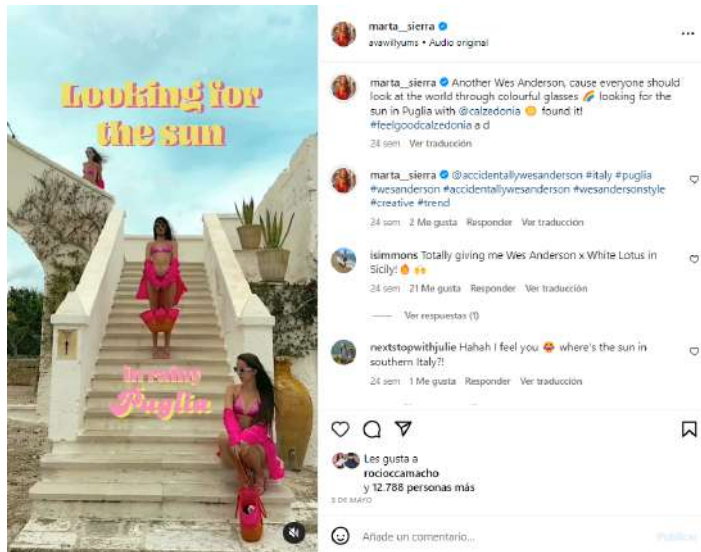 Looking for
the sun
In rainy
Puglia
marta__sierra
avawillyums • Audio original
marta__sierra Another Wes Anderson, cause everyone should
look at the world through colourful glasses 🌈 looking for the
sun in Puglia with @calzedonia 🌞 found it!
#feelgoodcalzedonia a d
24 sem Ver traducción
marta__sierra @accidentallywesanderson #italy #puglia
#wesanderson #accidentallywesanderson #wesandersonstyle
#creative #trend
24 sem 2 Me gusta Responder Ver traducción
isimmons Totally giving me Wes Anderson x White Lotus in
Sicily!🔥 🙌
24 sem 21 Me gusta Responder Ver traducción
Ver respuestas (1)
nextstopwithjulie Hahah I feel you where's the sun in
southern Italy?!
24 sem 1 Me gusta Responder Ver traducción
Les gusta a
rocioccamacho
y 12.788 personas más
3 DE MAYO
Añade un comentario...
Publicar